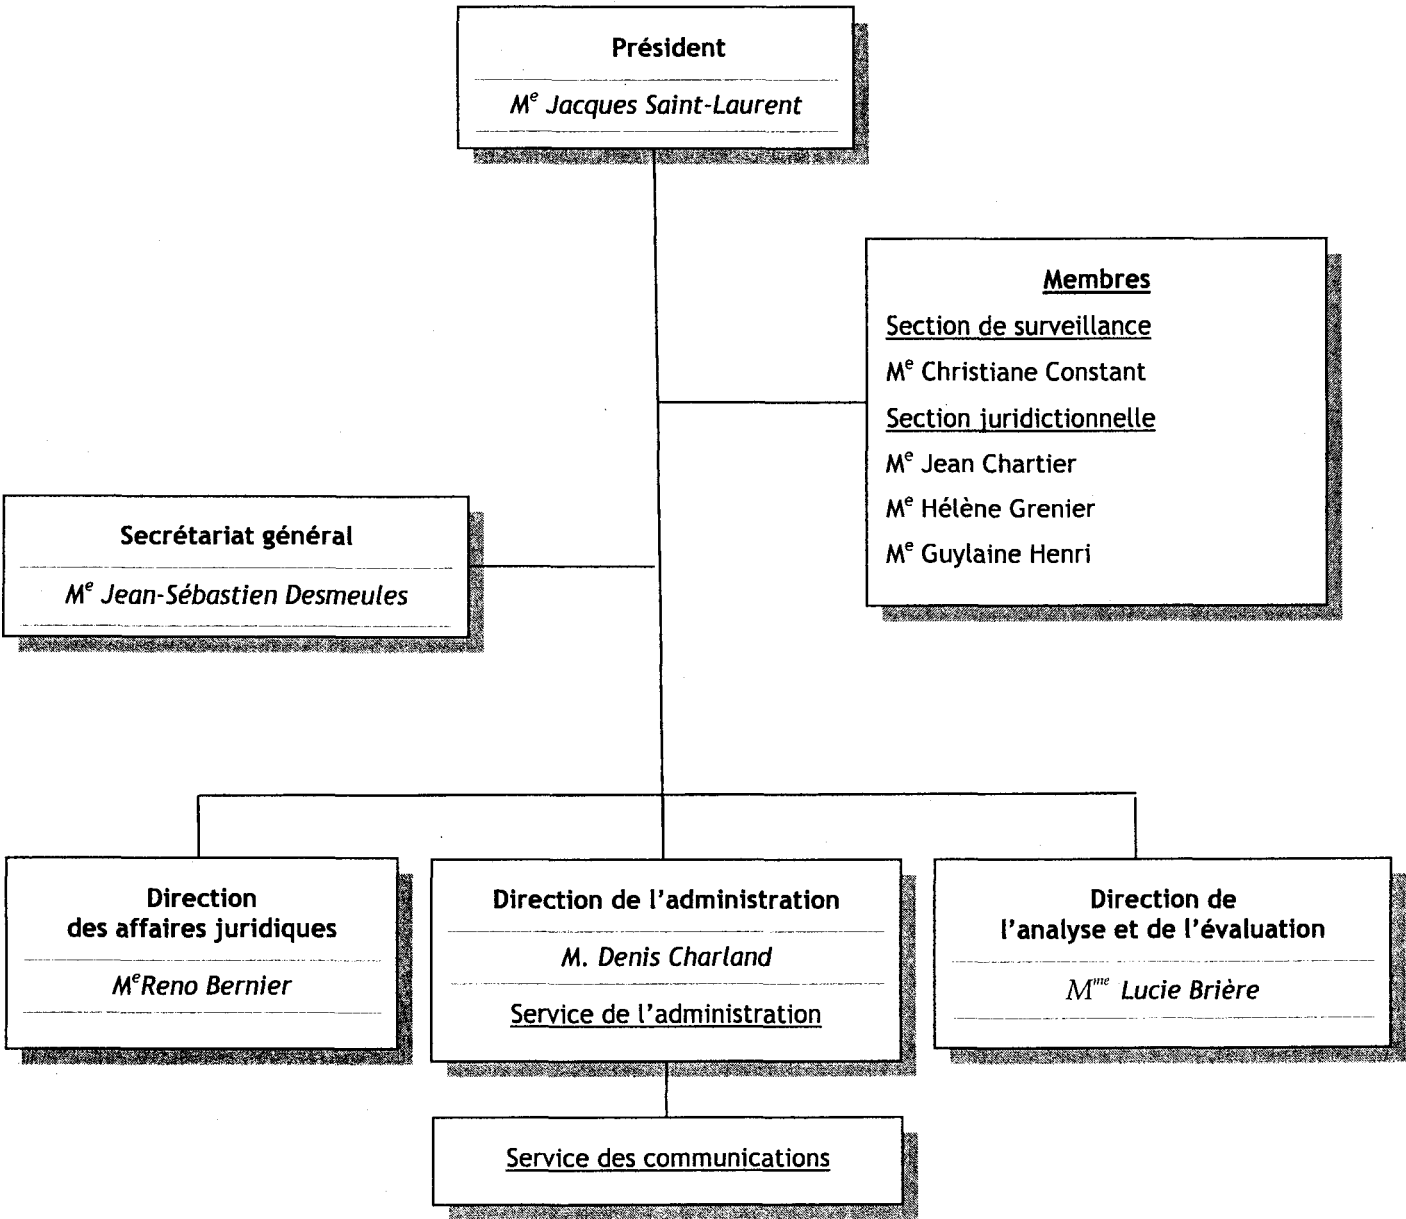 Président
Me Jacques Saint-Laurent
Membres
Section de surveillance
Me Christiane Constant
Section juridictionnelle
Me Jean Chartier
Me Hélène Grenier
Me Guylaine Henri
Secrétariat général
Me Jean-Sébastien Desmeules
Direction
des affaires juridiques
MeReno Bernier
Direction de l'administration
M. Denis Charland
Service de l'administration
Direction de
l'analyse et de l'évaluation
Mme Lucie Brière
Service des communications